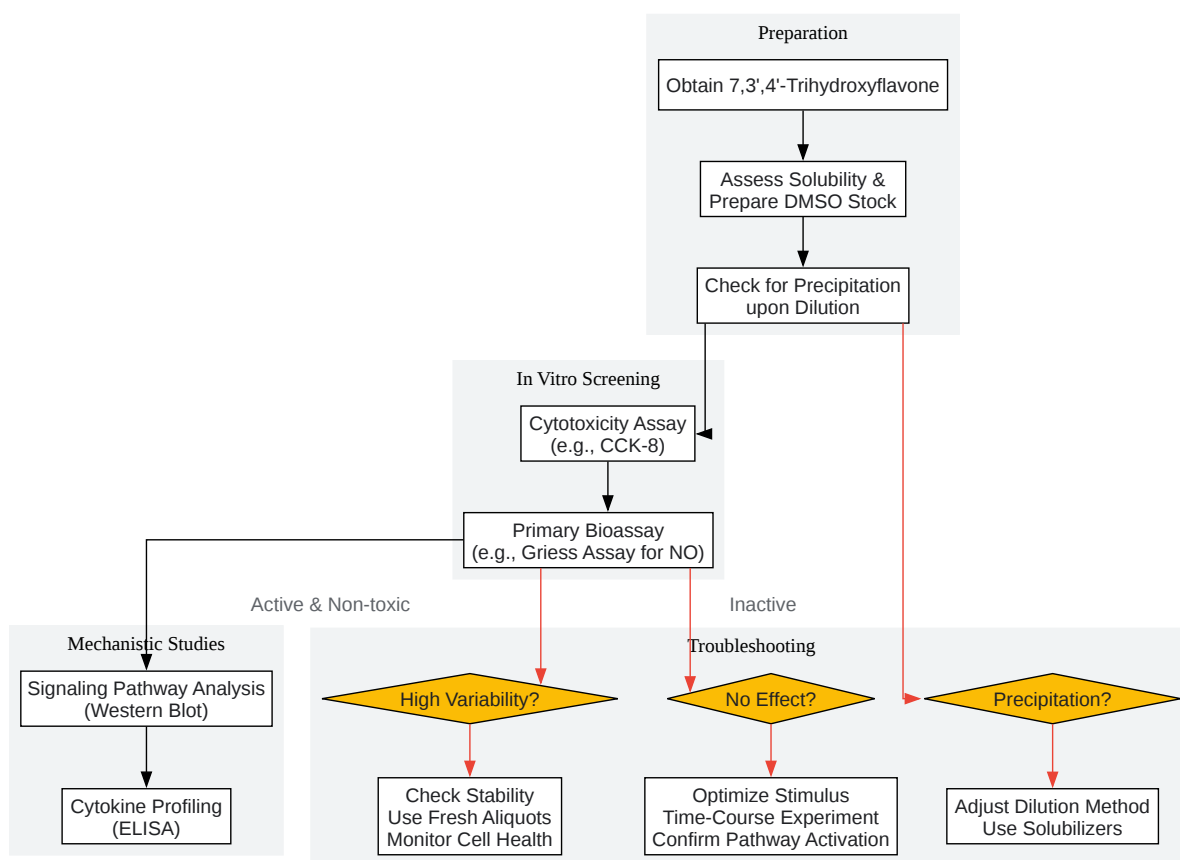 Preparation
Obtain 7,3',4'-Trihydroxyflavone
Assess Solubility &
Prepare DMSO Stock
Check for Precipitation
upon Dilution
In Vitro Screening
Cytotoxicity Assay
(e.g., CCK-8)
Primary Bioassay
(e.g., Griess Assay for NO)
Active & Non-toxic
Inactive
Mechanistic Studies
Signaling Pathway Analysis
(Western Blot)
Cytokine Profiling
(ELISA)
Troubleshooting
High Variability?
No Effect?
Precipitation?
Check Stability
Use Fresh Aliquots
Monitor Cell Health
Optimize Stimulus
Time-Course Experiment
Confirm Pathway Activation
Adjust Dilution Method
Use Solubilizers